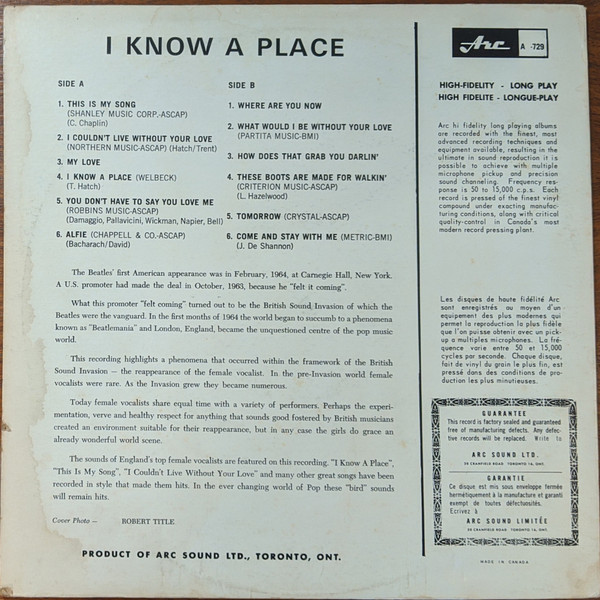 I KNOW A PLACE
SIDE A
1. THIS IS MY SONG
(SHANLEY MUSIC CORP.-ASCAP)
(C. Chaplin)
2. I COULDN'T LIVE WITHOUT YOUR LOVE
(NORTHERN MUSIC-ASCAP) (Hatch/Trent)
3. MY LOVE
4. I KNOW A PLACE (WELBECK)
(T. Hatch)
5. YOU DON'T HAVE TO SAY YOU LOVE ME
(ROBBINS MUSIC-ASCAP)
(Damaggio, Pallavicini, Wickman, Napier, Bell)
6. ALFIE (CHAPPELL & CO.-ASCAP)
(Bacharach/David)
SIDE B
1. WHERE ARE YOU NOW
2. WHAT WOULD I BE WITHOUT YOUR LOVE
(PARTITA MUSIC-BMI)
3. HOW DOES THAT GRAB YOU DARLIN'
4. THESE BOOTS ARE MADE FOR WALKIN'
(CRITERION MUSIC-ASCAP)
(L. Hazelwood)
5. TOMORROW (CRYSTAL-ASCAP)
6. COME AND STAY WITH ME (METRIC-BMI)
(J. De Shannon)
The Beatles' first American appearance was in February, 1964, at Carnegie Hall, New York.
A U.S. promoter had made the deal in October, 1963, because he "felt it coming".
What this promoter "felt coming" turned out to be the British Sound Invasion of which the
Beatles were the vanguard. In the first months of 1964 the world began to succumb to a phenomena
known as "Beatlemania" and London, England, became the unquestioned centre of the pop music
world.
This recording highlights a phenomena that occurred within the framework of the British
Sound Invasion — the reappearance of the female vocalist. In the pre-Invasion world female
vocalists were rare. As the Invasion grew they became numerous.
Today female vocalists share equal time with a variety of performers. Perhaps the experi-
mentation, verve and healthy respect for anything that sounds good fostered by British musicians
created an enviroment suitable for their reappearance, but in any case the girls do grace an
already wonderful world scene.
The sounds of England's top female vocalists are featured on this recording. "I Know A Place",
"This Is My Song", "I Couldn't Live Without Your Love" and many other great songs have been
recorded in style that made them hits. In the ever changing world of Pop these "bird" sounds
will remain hits.
Cover Photo — ROBERT TITLE
PRODUCT OF ARC SOUND LTD., TORONTO, ONT.
Arc A -729
HIGH-FIDELITY - LONG PLAY
HIGH FIDELITE - LONGUE-PLAY
Arc hi fidelity long playing albums
are recorded with the finest, most
advanced recording techniques and
equipment available, resulting in the
ultimate in sound reproduction it is
possible to achieve with multiple
microphone pickup and precision
sound channeling. Frequency res-
ponse is 50 to 15,000 c.p.s. Each
record is pressed of the finest vinyl
compound under exacting manufac-
turing conditions, along with critical
quality-control in Canada's most
modern record pressing plant.
Les disques de haute fidélité Arc
sont enregistrés au moyen d'un
équipement des plus modernes qui
permet la reproduction la plus fidèle
que l'on puisse obtenir avec un pick-
up a multiples microphones. La fré-
quence varie entre 50 et 15,000
cycles par seconde. Chaque disque,
fait de vinyl du grain le plus fin, est
pressé dans des conditions de pro-
duction les plus minutieuses.
GUARANTEE
This record is factory sealed and guaranteed
free of manufacturing defects. Any defec-
tive records will be replaced. Write to
ARC SOUND LTD.
20 CRANFIELD ROAD TORONTO 16, ONT.
GARANTIE
Ce disque est mis sous enveloppe fermée
hermétiquement à la manufacture et garanti
exempt de toutes défectuosités.
Ecrivez à
ARC SOUND LIMITÉE
20 CRANFIELD ROAD, TORONTO 16, ONT.
MADE IN CANADA